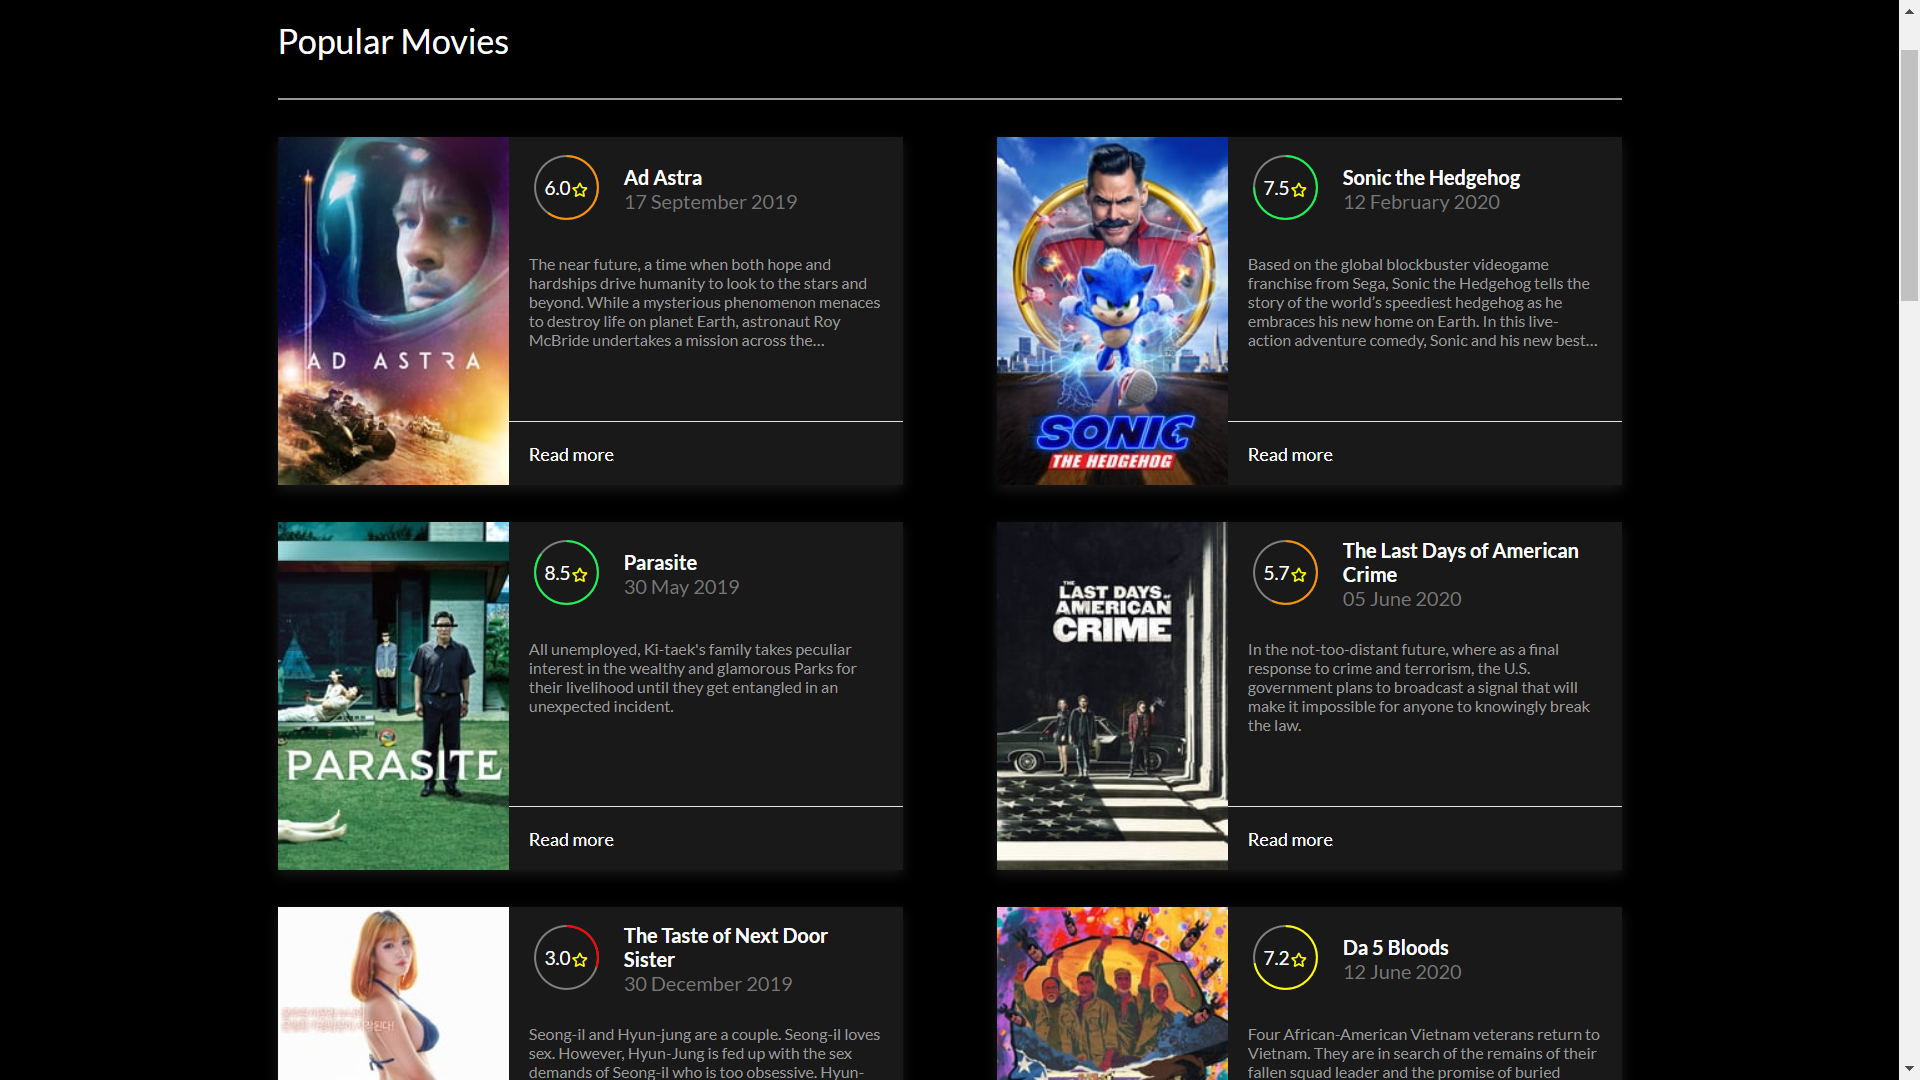 Popular Movies
AD ASTRA
6.0
Ad Astra
17 September 2019
The near future, a time when both hope and
hardships drive humanity to look to the stars and
beyond. While a mysterious phenomenon menaces
to destroy life on planet Earth, astronaut Roy
McBride undertakes a mission across the...
Read more
SONIC
THE HEDGEHOG
7.5
Sonic the Hedgehog
12 February 2020
Based on the global blockbuster videogame
franchise from Sega, Sonic the Hedgehog tells the
story of the world’s speediest hedgehog as he
embraces his new home on Earth. In this live-
action adventure comedy, Sonic and his new best...
Read more
PARASITE
8.5
Parasite
30 May 2019
All unemployed, Ki-taek's family takes peculiar
interest in the wealthy and glamorous Parks for
their livelihood until they get entangled in an
unexpected incident.
Read more
THE
LAST DAYS OF
AMERICAN
CRIME
5.7
The Last Days of American
Crime
05 June 2020
In the not-too-distant future, where as a final
response to crime and terrorism, the U.S.
government plans to broadcast a signal that will
make it impossible for anyone to knowingly break
the law.
Read more
3.0
The Taste of Next Door
Sister
30 December 2019
Seong-il and Hyun-jung are a couple. Seong-il loves
sex. However, Hyun-Jung is fed up with the sex
demands of Seong-il who is too obsessive. Hyun-
7.2
Da 5 Bloods
12 June 2020
Four African-American Vietnam veterans return to
Vietnam. They are in search of the remains of their
fallen squad leader and the promise of buried